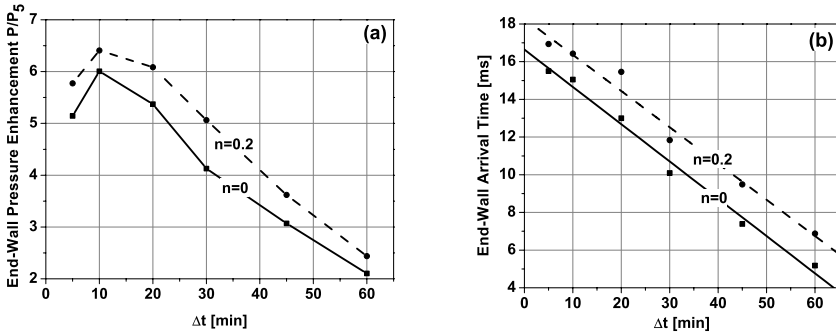 End-Wall Pressure Enhancement P/P5
7
6
5
4
3
2
(a)
n=0.2
n=0
0 10 20 30 40 50 60
Δt [min]
End-Wall Arrival Time [ms]
18
16
14
12
10
8
6
4
(b)
n=0.2
n=0
0 10 20 30 40 50 60
Δt [min]